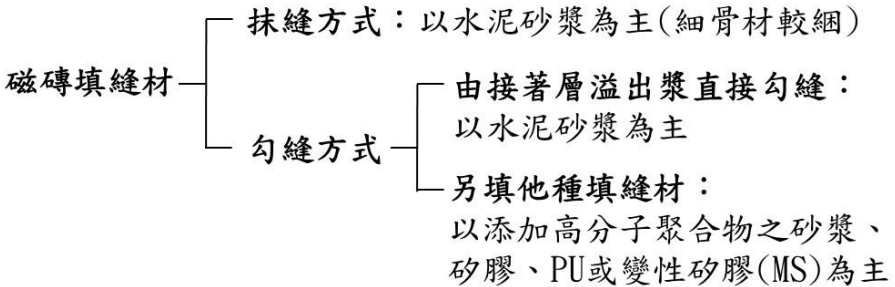 抹縫方式：以水泥砂漿為主(細骨材較綑)
磁磚填縫材
由接著層溢出漿直接勾縫：
以水泥砂漿為主
勾縫方式
另填他種填縫材：
以添加高分子聚合物之砂漿、
矽膠、PU或變性矽膠(MS)為主